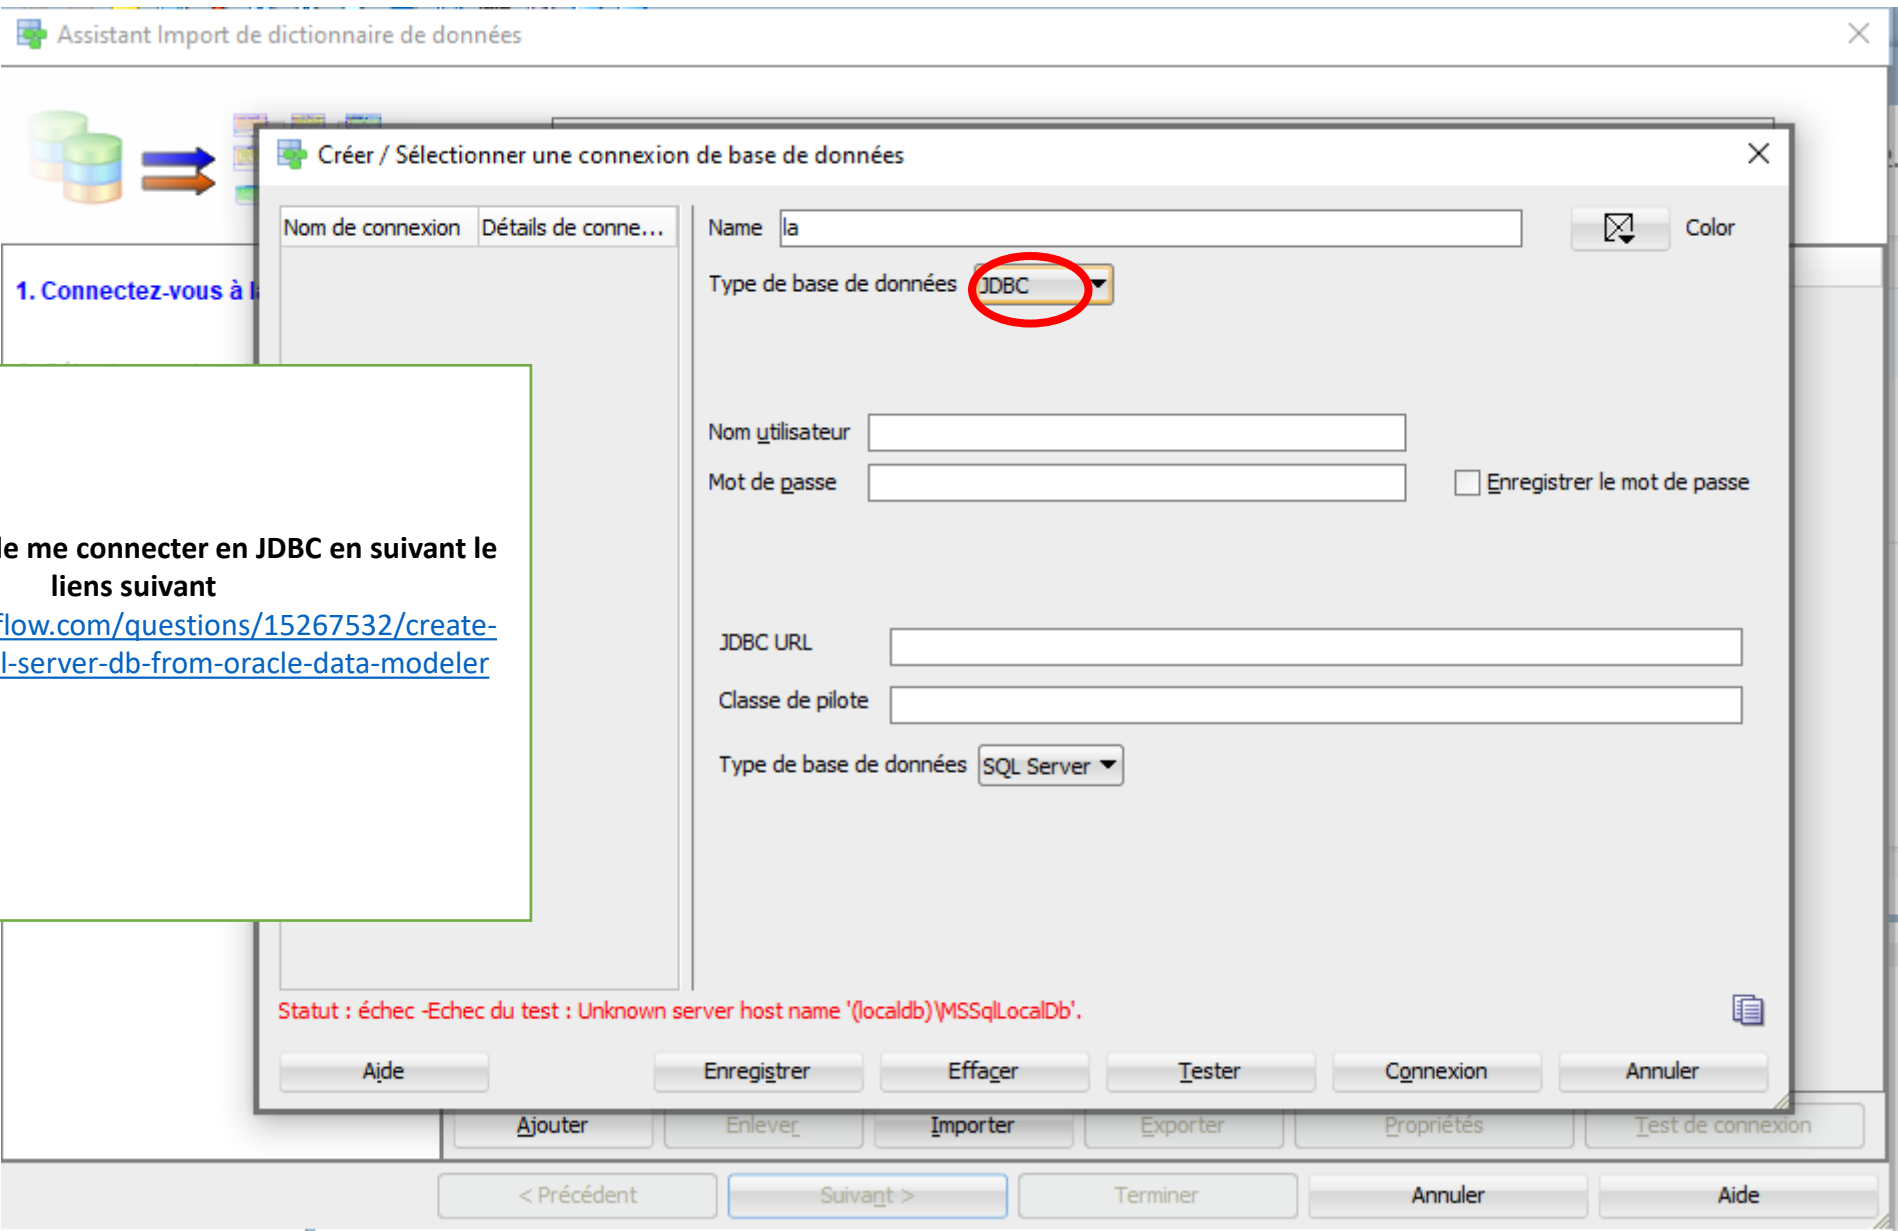 Assistant Import de dictionnaire de données
Créer / Sélectionner une connexion de base de données
Nom de connexion Détails de conne...
Name la Color
Type de base de données JDBC
1. Connectez-vous à
Nom utilisateur
Mot de passe Enregistrer le mot de passe
me connecter en JDBC en suivant le
liens suivant
flow.com/questions/15267532/create-
l-server-db-from-oracle-data-modeler
JDBC URL
Classe de pilote
Type de base de données SQL Server
Statut : échec -Echec du test : Unknown server host name '(localdb)\MSSqlLocalDb'.
Aide Enregistrer Effacer Tester Connexion Annuler
Ajouter Enlever Importer Exporter Propriétés Test de connexion
< Précédent Suivant > Terminer Annuler Aide